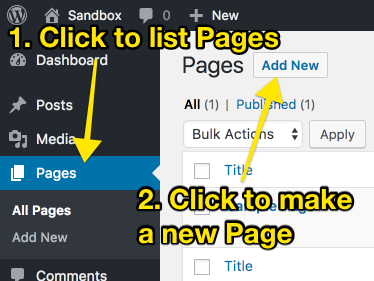 Sandbox 0 + New
1. Click to list Pages
Dashboard
Pages Add New
Posts
All (1) | Published (1)
Media
Bulk Actions Apply
Pages
Title
2. Click to make
a new Page
All Pages
Add New
Comments
Title